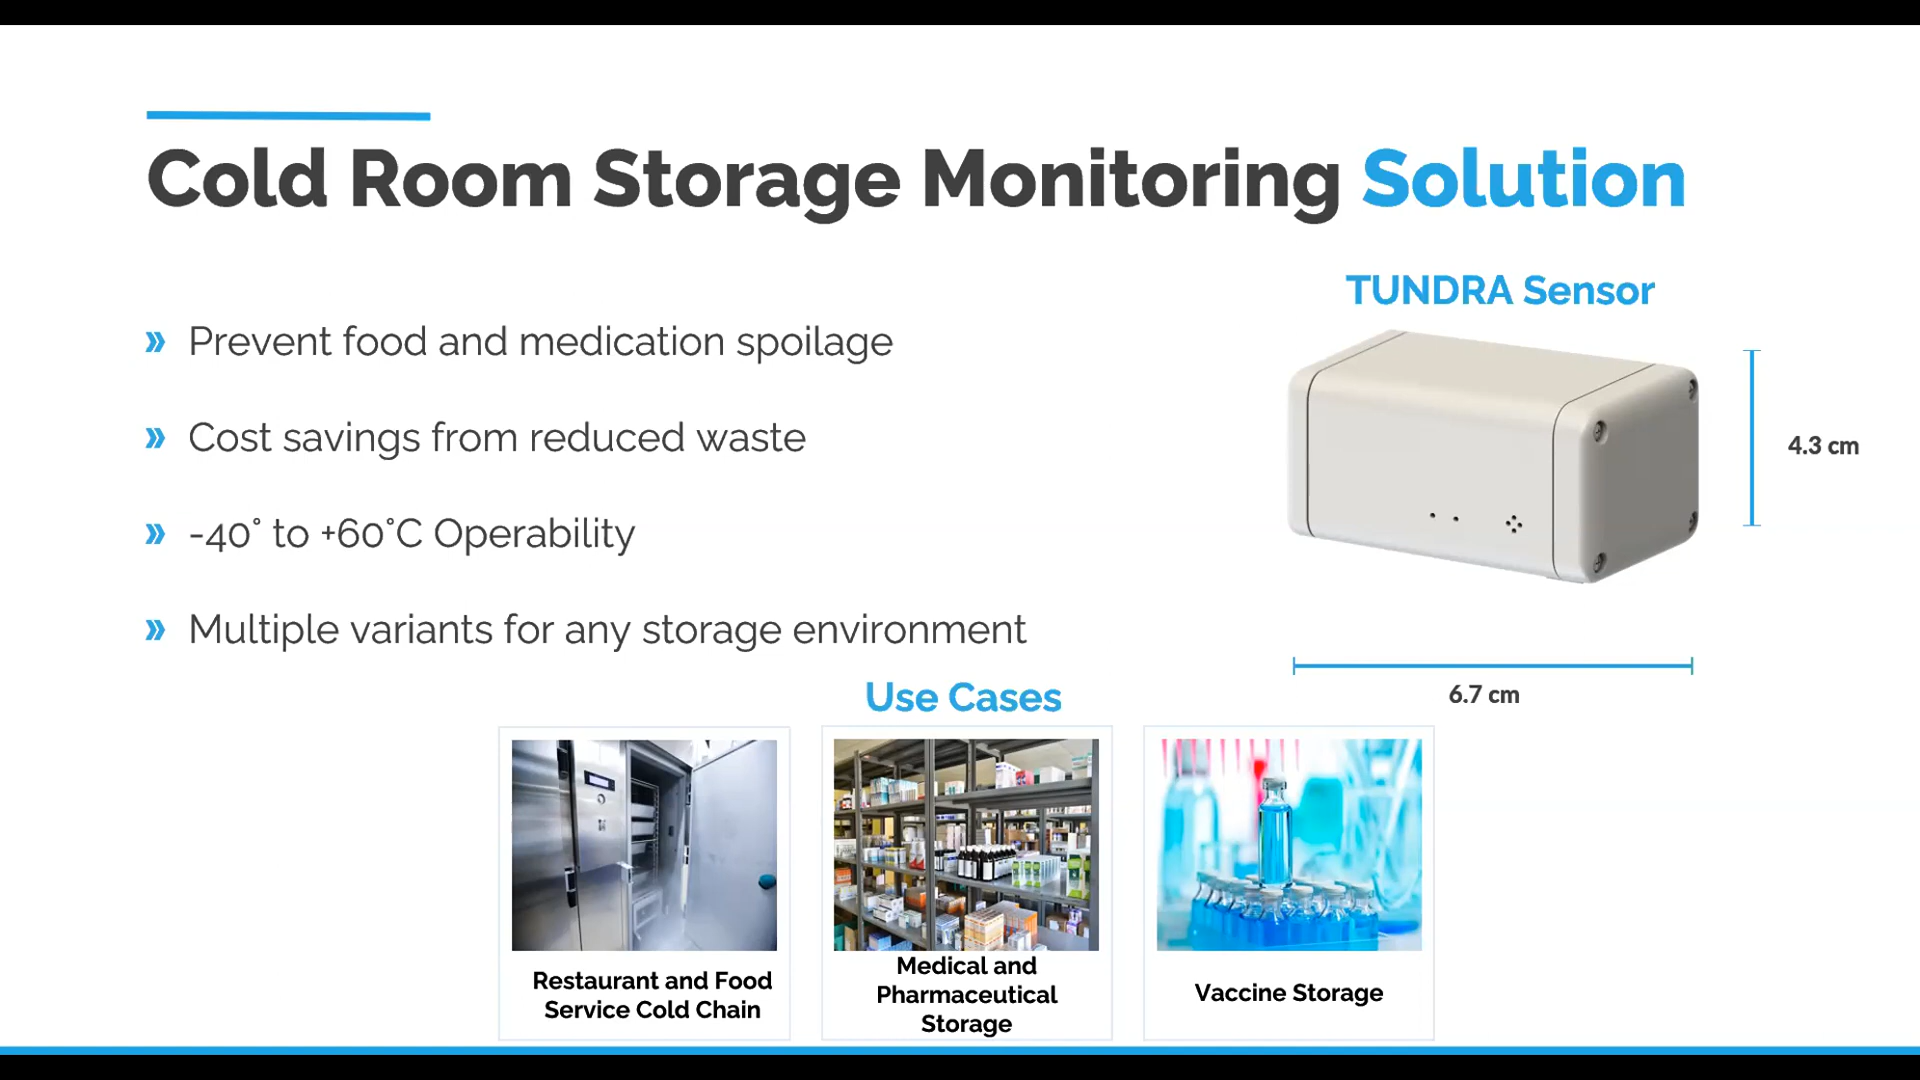 Cold Room Storage Monitoring Solution
Prevent food and medication spoilage
Cost savings from reduced waste
-40° to +60°C Operability
Multiple variants for any storage environment
TUNDRA Sensor
4.3 cm
6.7 cm
Use Cases
Restaurant and Food
Service Cold Chain
Medical and
Pharmaceutical
Storage
Vaccine Storage